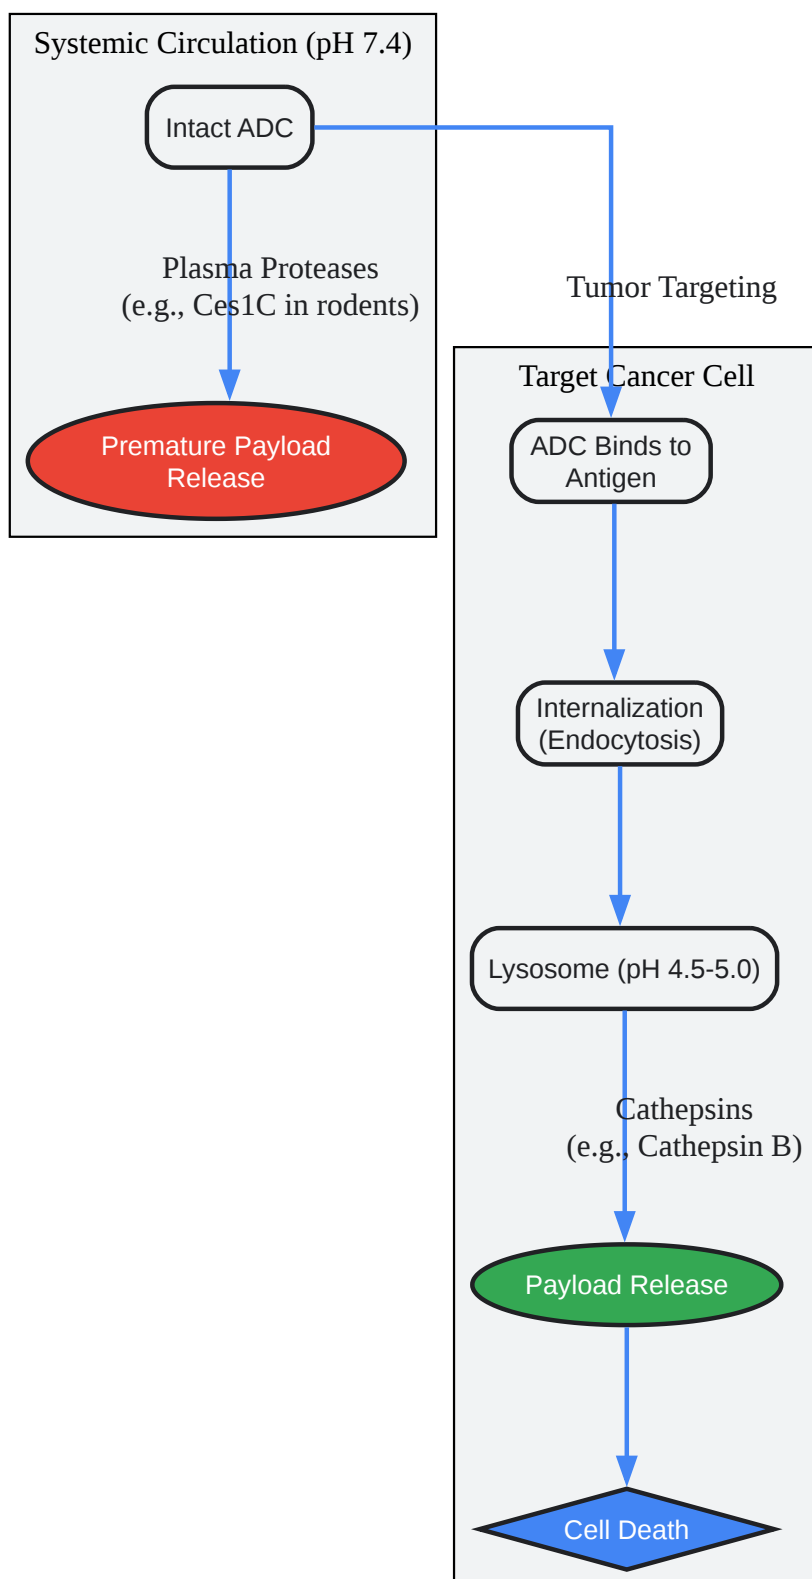 Systemic Circulation (pH 7.4)
Intact ADC
Plasma Proteases
(e.g., Ces1C in rodents)
Premature Payload
Release
Tumor Targeting
Target Cancer Cell
ADC Binds to
Antigen
Internalization
(Endocytosis)
Lysosome (pH 4.5-5.0)
Cathepsins
(e.g., Cathepsin B)
Payload Release
Cell Death